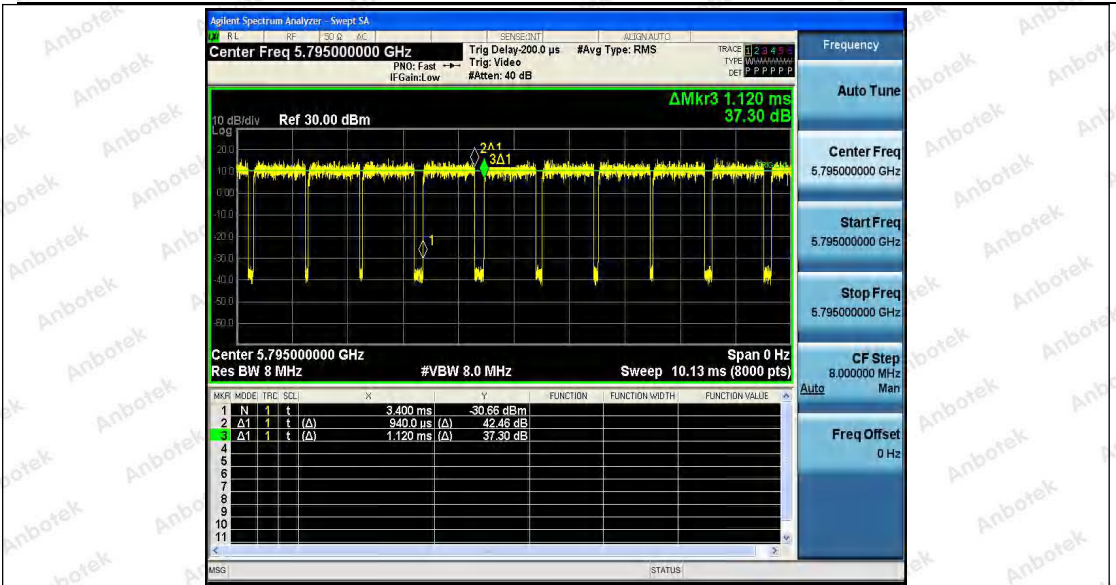 Agilent Spectrum Analyzer - Swept SA
RL RF 50 Ω AC SENSE:INT ALIGN AUTO
Center Freq 5.795000000 GHz
PNO: Fast
IFGain:Low
Trig Delay-200.0 µs
Trig: Video
#Atten: 40 dB
#Avg Type: RMS
TRACE 1 2 3 4 5 6
TYPE
DET P P P P P P
ΔMkr3 1.120 ms
37.30 dB
10 dB/div Ref 30.00 dBm
Log
20.0
10.0
0.00
-10.0
-20.0
-30.0
-40.0
-50.0
-60.0
2Δ1
3Δ1
1
Center 5.795000000 GHz Span 0 Hz
Res BW 8 MHz #VBW 8.0 MHz Sweep 10.13 ms (8000 pts)
MKR MODE TRC SCL X Y FUNCTION FUNCTION WIDTH FUNCTION VALUE
1 N 1 t 3.400 ms -30.66 dBm
2 Δ1 1 t (Δ) 940.0 µs (Δ) 42.46 dB
3 Δ1 1 t (Δ) 1.120 ms (Δ) 37.30 dB
4
5
6
7
8
9
10
11
MSG STATUS
Frequency
Auto Tune
Center Freq
5.795000000 GHz
Start Freq
5.795000000 GHz
Stop Freq
5.795000000 GHz
CF Step
8.000000 MHz
Auto Man
Freq Offset
0 Hz
Anbotek